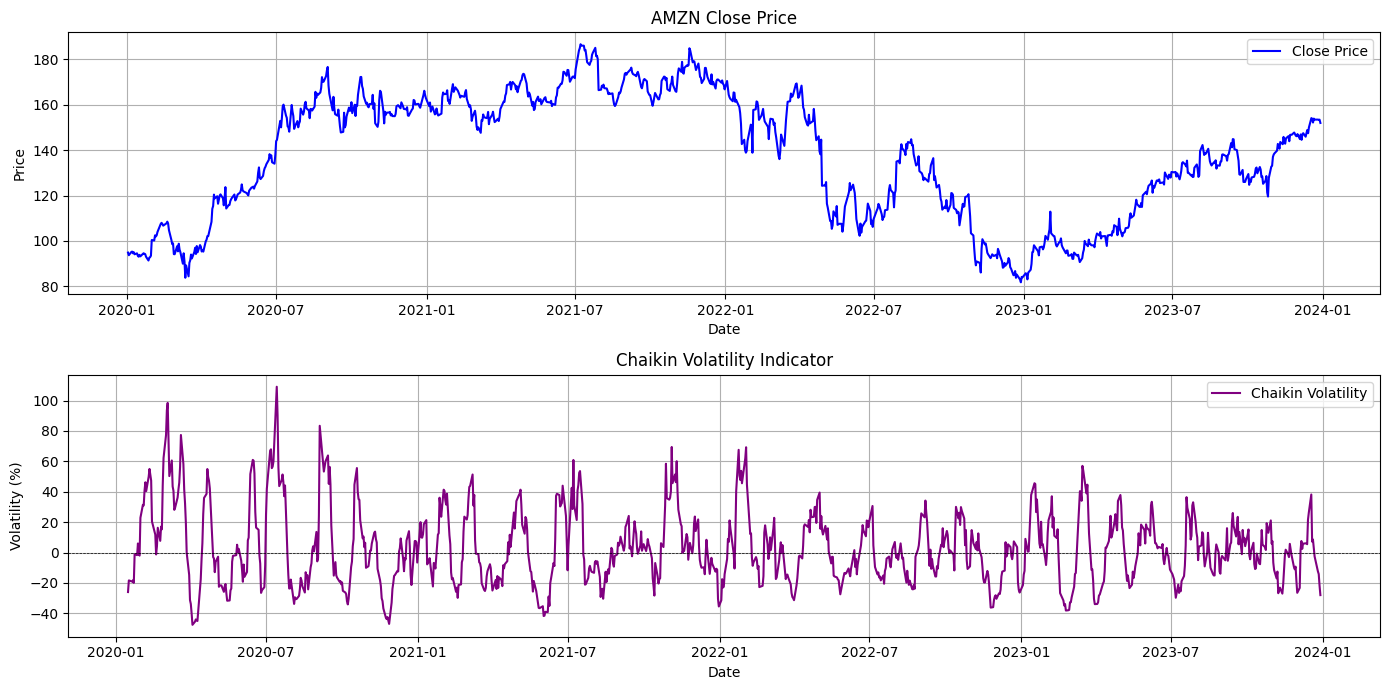 AMZN Close Price
Close Price
180
160
140
120
100
80
Price
2020-01 2020-07 2021-01 2021-07 2022-01 2022-07 2023-01 2023-07 2024-01
Date
Chaikin Volatility Indicator
Chaikin Volatility
100
80
60
40
20
0
−20
−40
Volatility (%)
2020-01 2020-07 2021-01 2021-07 2022-01 2022-07 2023-01 2023-07 2024-01
Date